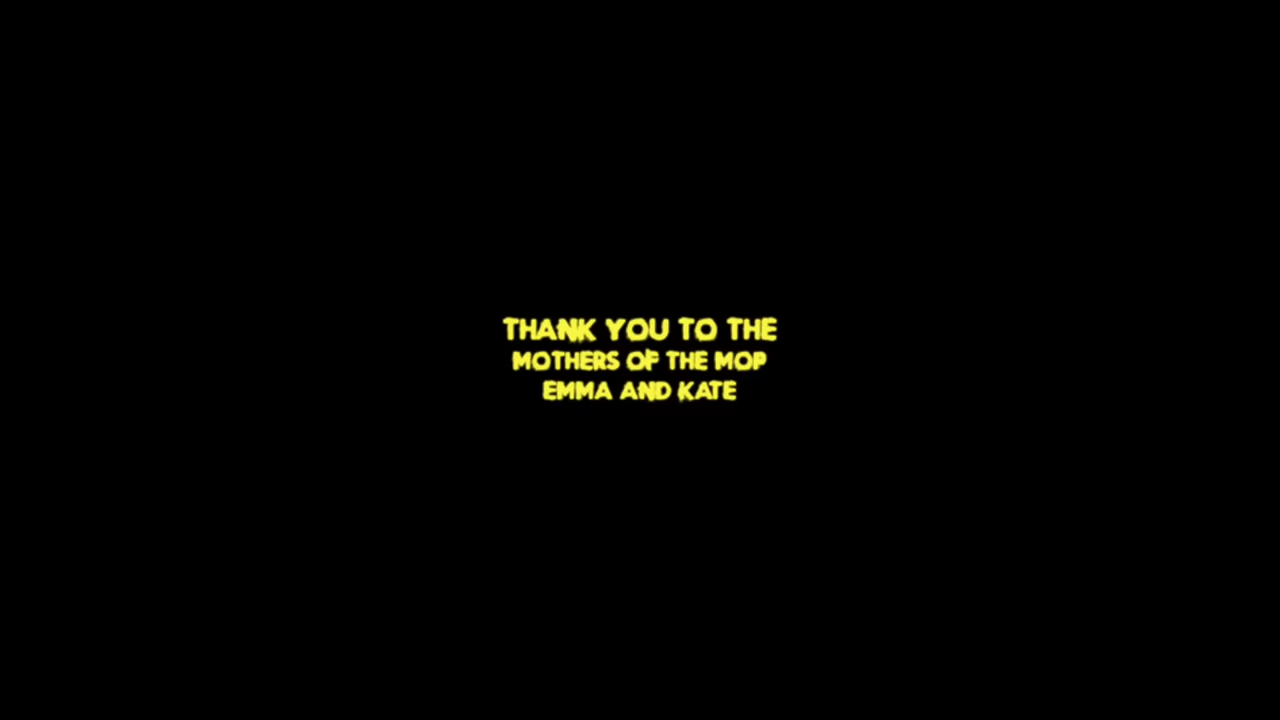 THANK YOU TO THE
MOTHERS OF THE MOP
EMMA AND KATE